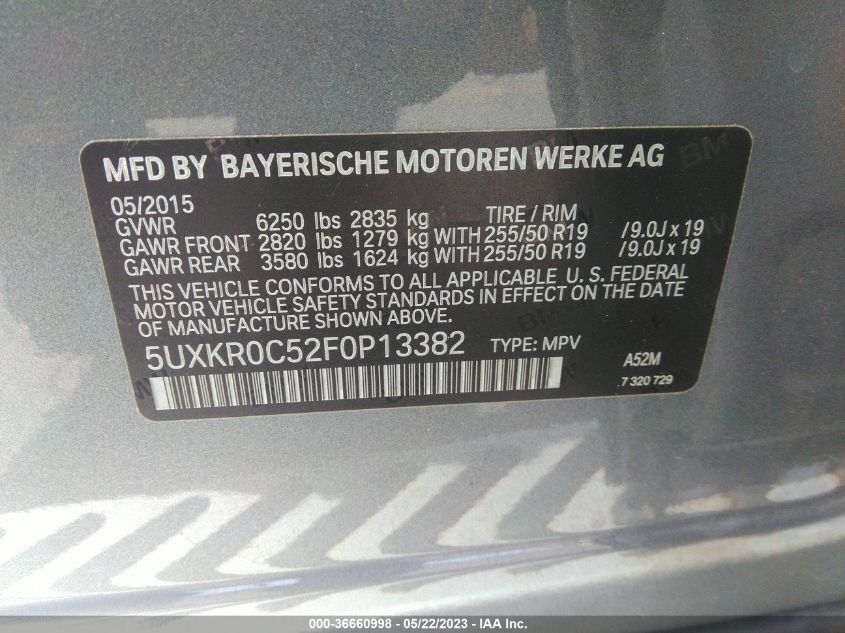 MFD BY BAYERISCHE MOTOREN WERKE AG
05/2015
GVWR 6250 lbs 2835 kg TIRE / RIM
GAWR FRONT 2820 lbs 1279 kg WITH 255/50 R19 /9.0J x 19
GAWR REAR 3580 lbs 1624 kg WITH 255/50 R19 /9.0J x 19
THIS VEHICLE CONFORMS TO ALL APPLICABLE U. S. FEDERAL
MOTOR VEHICLE SAFETY STANDARDS IN EFFECT ON THE DATE
OF MANUFACTURE SHOWN ABOVE.
5UXKR0C52F0P13382 TYPE: MPV A52M
7 320 729
000-36660998 - 05/22/2023 - IAA Inc.